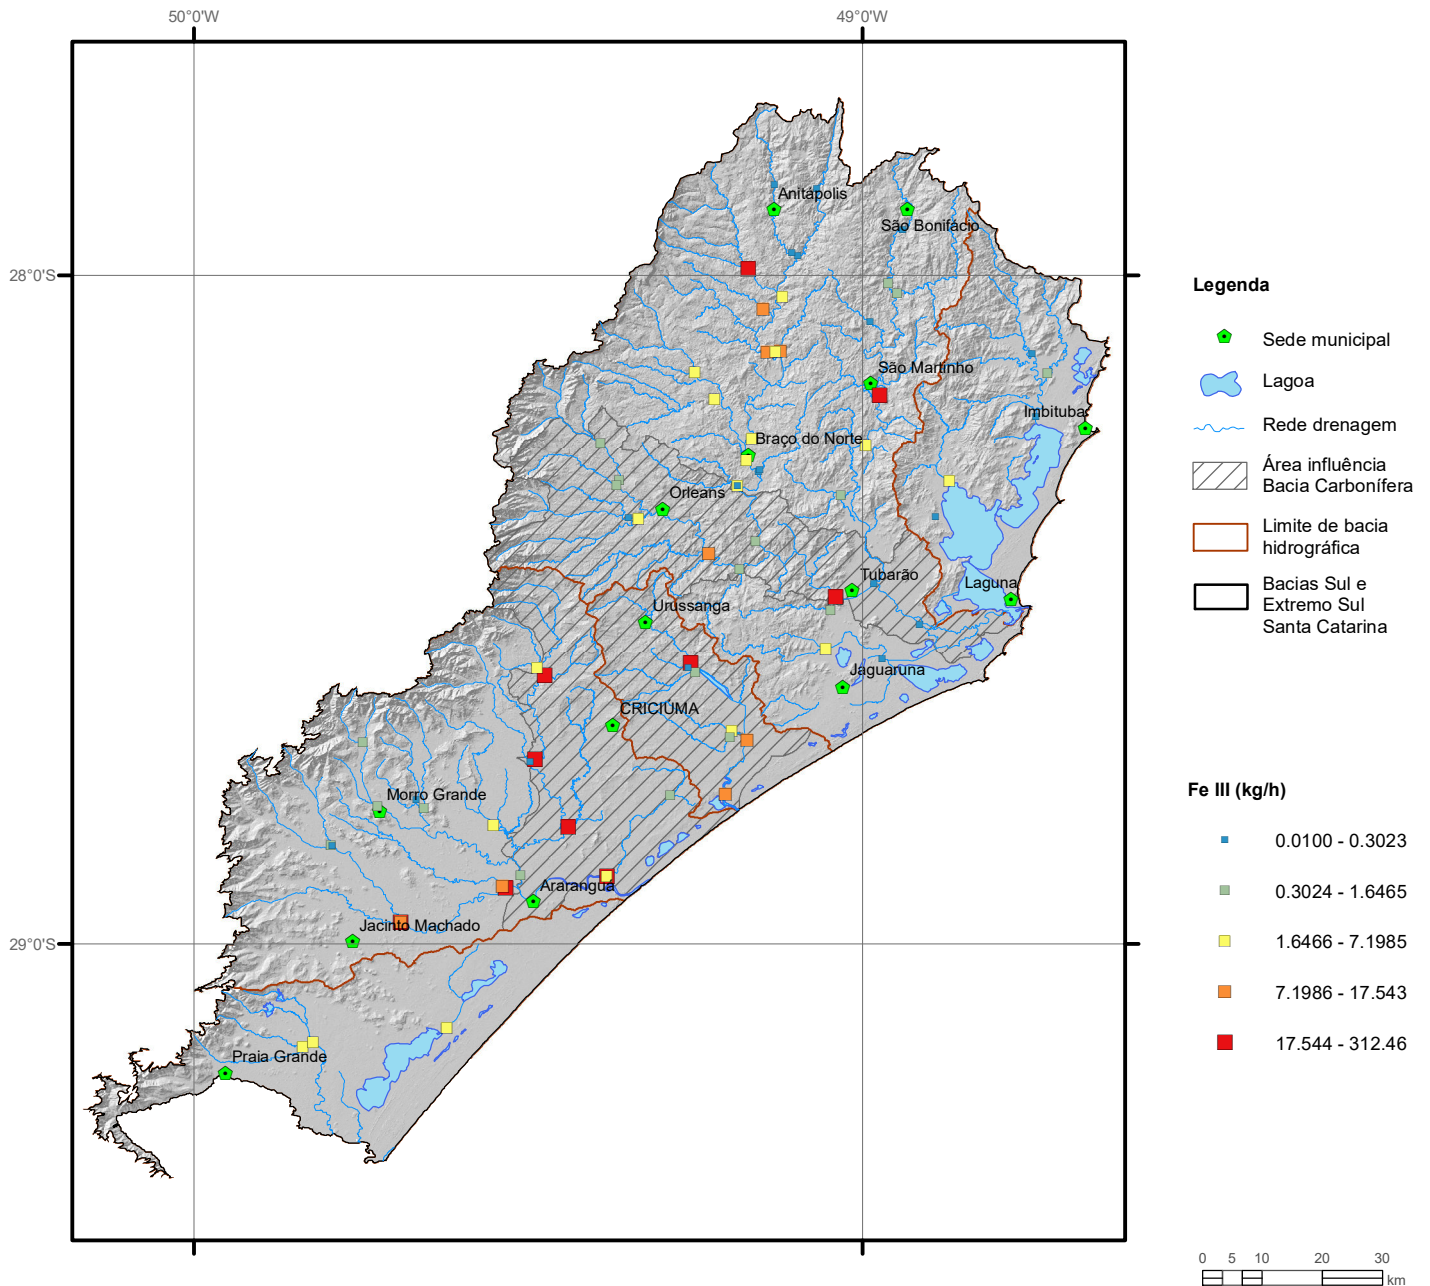 50°0'W
49°0'W
28°0'S
29°0'S
Anitápolis
São Bonifácio
São Martinho
Imbituba
Braço do Norte
Orleans
Tubarão
Laguna
Urussanga
Jaguaruna
CRICIÚMA
Morro Grande
Araranguá
Jacinto Machado
Praia Grande
Legenda
Sede municipal
Lagoa
Rede drenagem
Área influência
Bacia Carbonífera
Limite de bacia
hidrográfica
Bacias Sul e
Extremo Sul
Santa Catarina
Fe III (kg/h)
0.0100 - 0.3023
0.3024 - 1.6465
1.6466 - 7.1985
7.1986 - 17.543
17.544 - 312.46
0 5 10 20 30
km